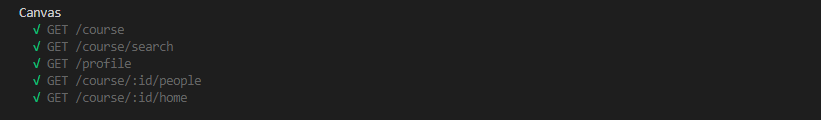 Canvas
√ GET /course
√ GET /course/search
√ GET /profile
√ GET /course/:id/people
√ GET /course/:id/home